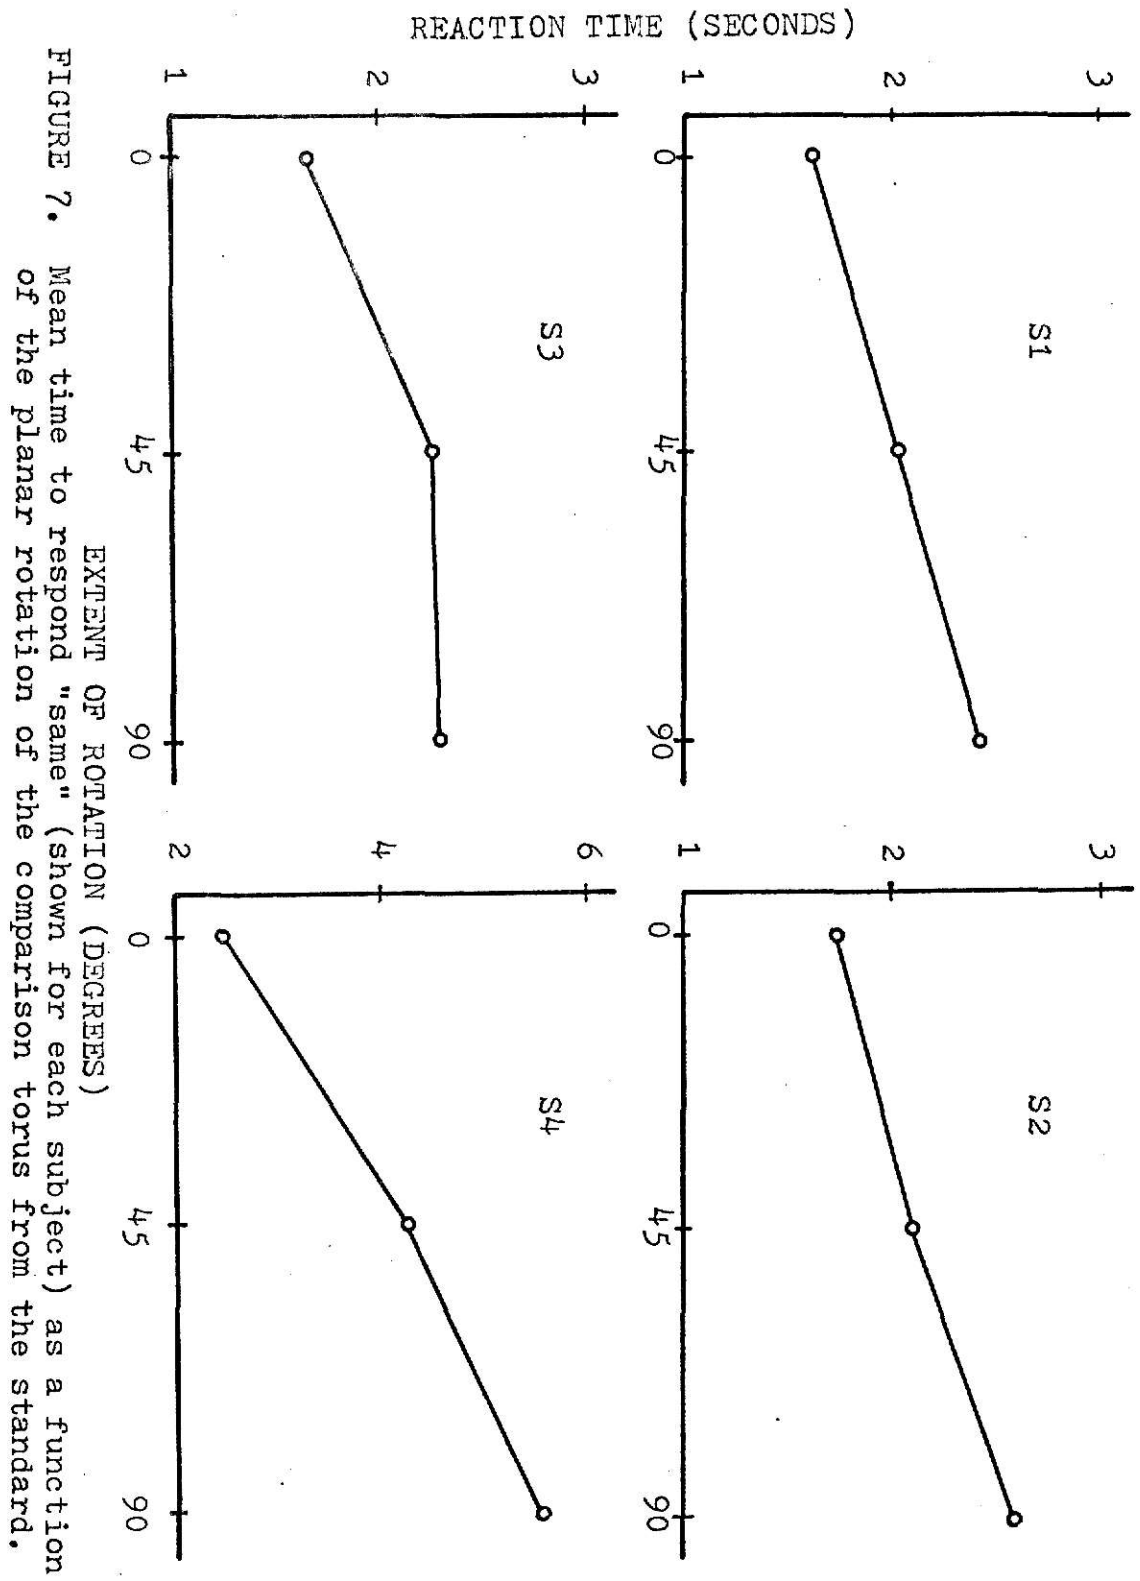 REACTION TIME (SECONDS)
3
2
1
S1
0 45 90
3
2
1
S2
0 45 90
3
2
1
S3
0 45 90
6
4
2
S4
0 45 90
EXTENT OF ROTATION (DEGREES)
FIGURE 7. Mean time to respond "same" (shown for each subject) as a function
of the planar rotation of the comparison torus from the standard.